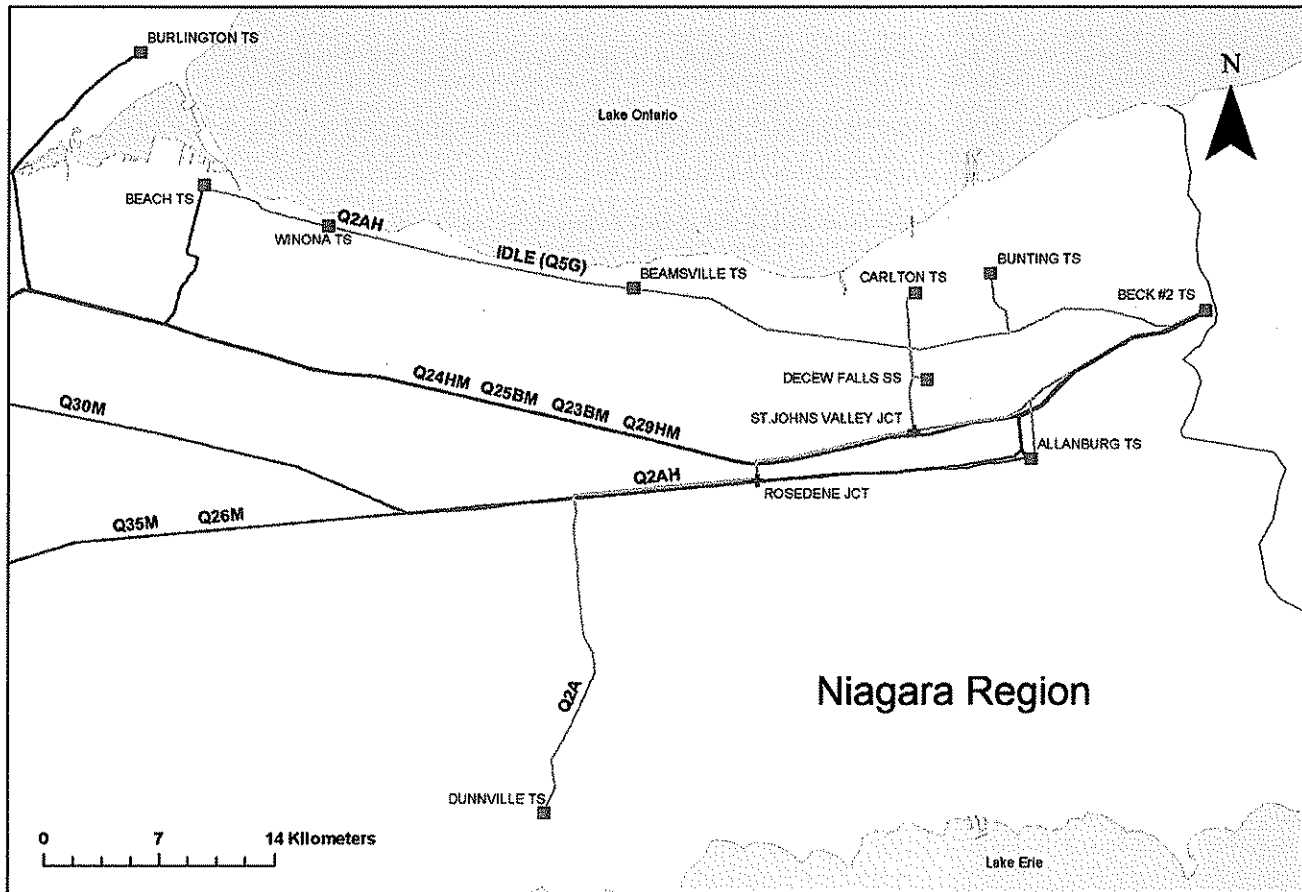 BURLINGTON TS
N
Lake Ontario
BEACH TS
Q2AH
WINONA TS
IDLE (Q5G)
BEAMSVILLE TS
CARLTON TS
BUNTING TS
BECK #2 TS
DECEW FALLS SS
Q24HM Q25BM Q23BM Q29HM
ST.JOHNS VALLEY JCT
Q30M
ALLANBURG TS
Q2AH
ROSEDENE JCT
Q35M Q26M
Niagara Region
Q2A
DUNNVILLE TS
0 7 14 Kilometers
Lake Erie